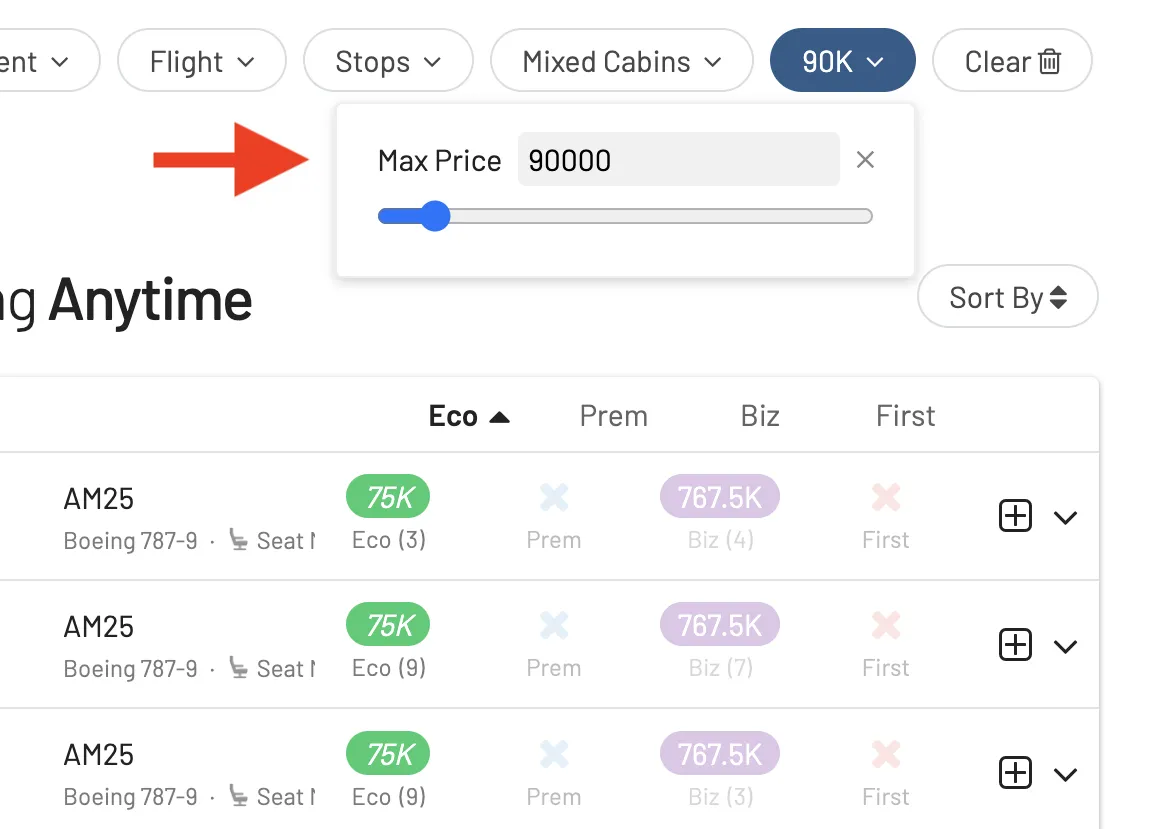 ent Flight Stops Mixed Cabins 90K Clear
Max Price 90000
ng Anytime
Sort By
Eco Prem Biz First
AM25 75K 767.5K
Boeing 787-9 · Seat Eco (3) Prem Biz (4) First
AM25 75K 767.5K
Boeing 787-9 · Seat Eco (9) Prem Biz (7) First
AM25 75K 767.5K
Boeing 787-9 · Seat Eco (9) Prem Biz (3) First